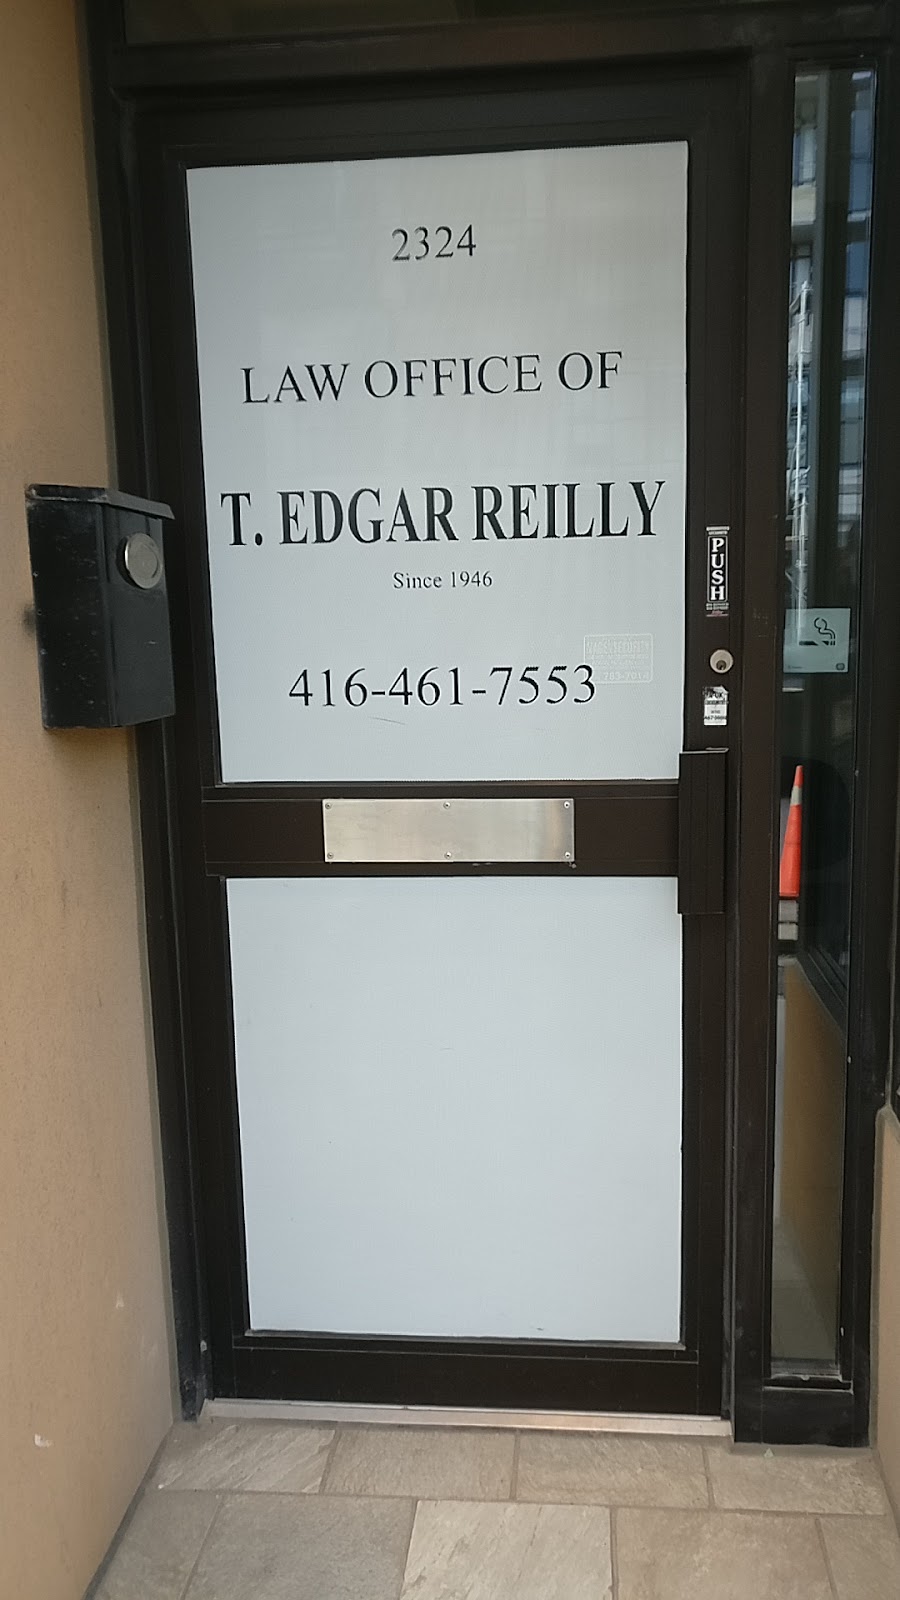 2324
LAW OFFICE OF
T. EDGAR REILLY
Since 1946
416-461-7553
PUSH